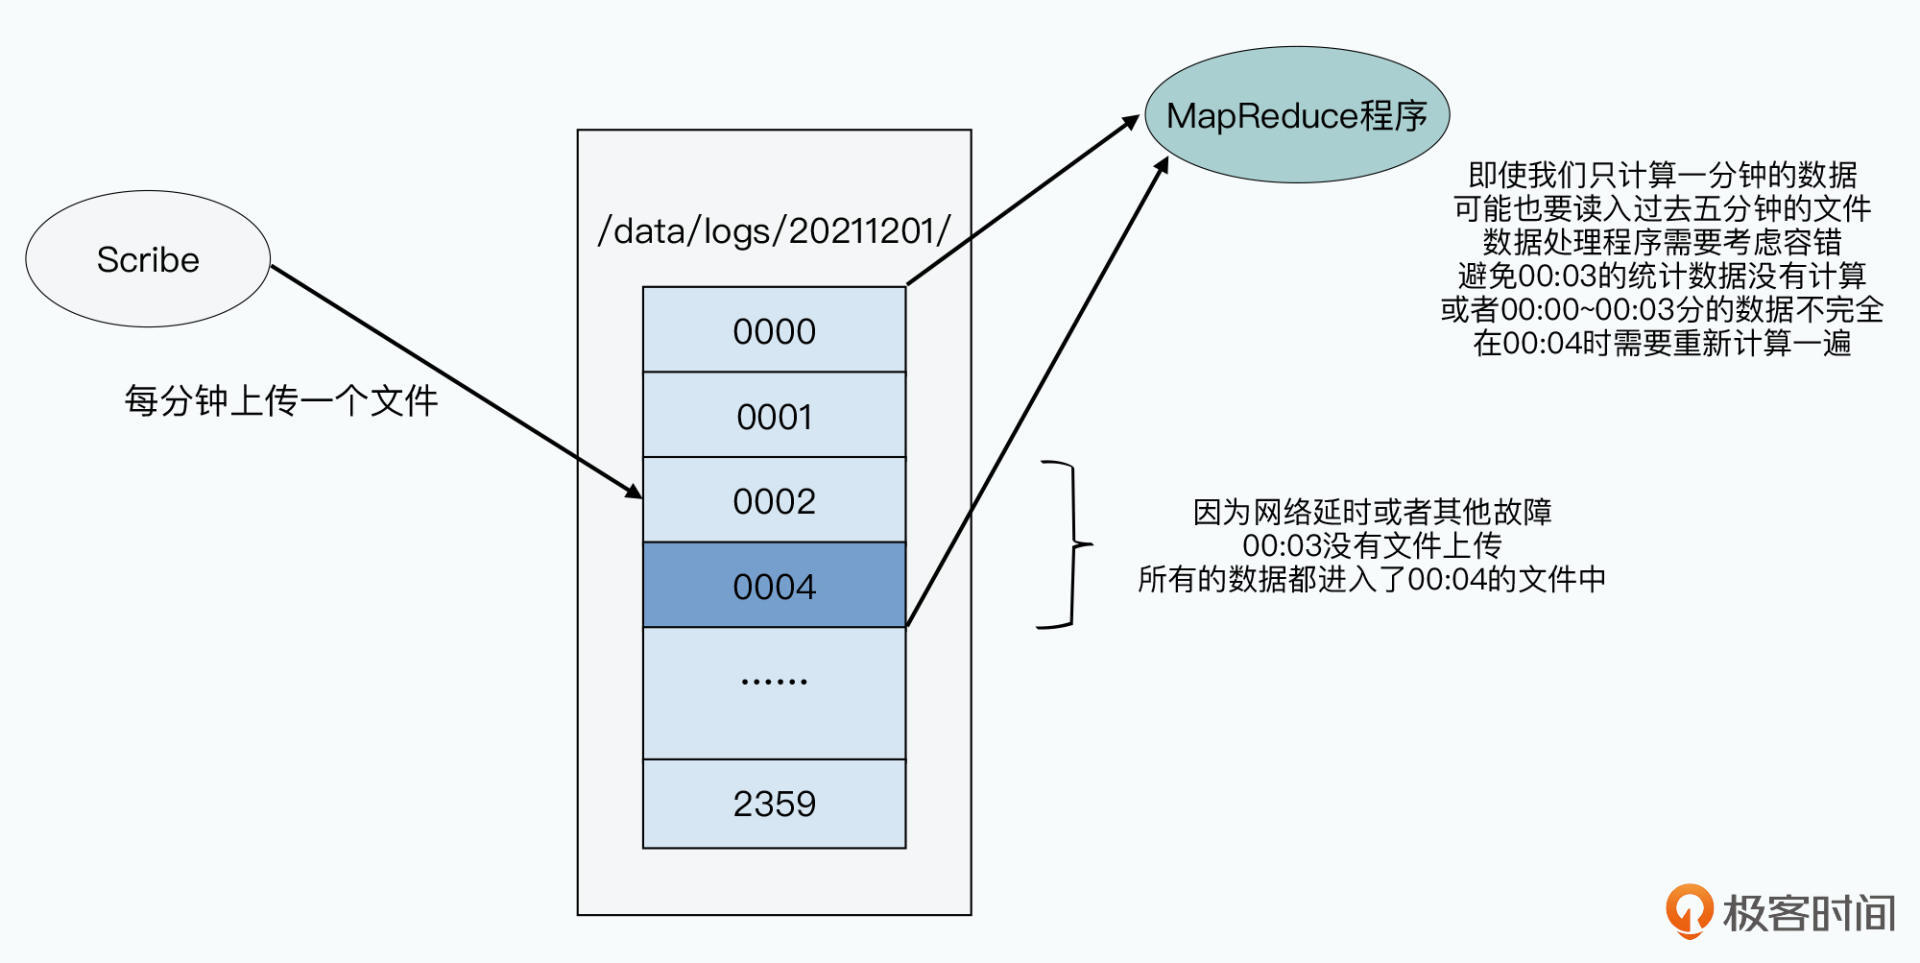 MapReduce程序
即使我们只计算一分钟的数据
可能也要读入过去五分钟的文件
数据处理程序需要考虑容错
避免00:03的统计数据没有计算
或者00:00~00:03分的数据不完全
在00:04时需要重新计算一遍
/data/logs/20211201/
Scribe
每分钟上传一个文件
0000
0001
0002
0004
……
2359
因为网络延时或者其他故障
00:03没有文件上传
所有的数据都进入了00:04的文件中
极客时间